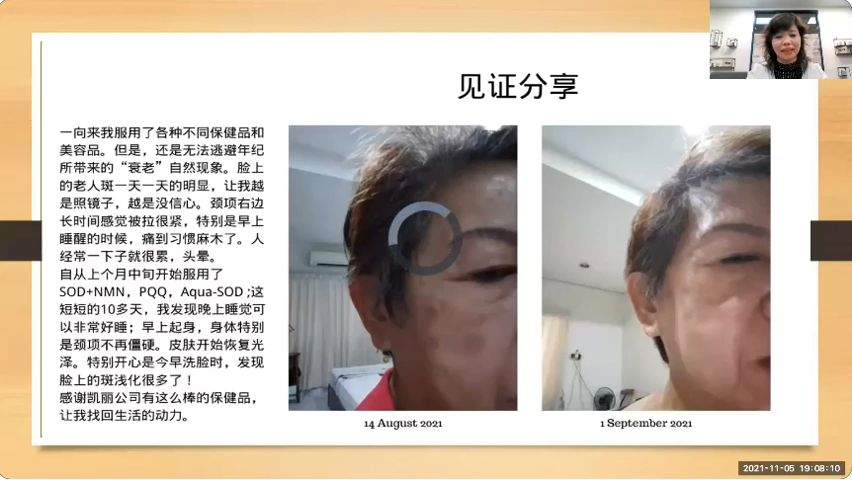 见证分享
一向来我服用了各种不同保健品和
美容品。但是，还是无法逃避年纪
所带来的“衰老”自然现象。脸上
的老人斑一天一天的明显，让我越
是照镜子，越是没信心。颈项右边
长时间感觉被拉很紧，特别是早上
睡醒的时候，痛到习惯麻木了。人
经常一下子就很累，头晕。
自从上个月中旬开始服用了
SOD+NMN，PQQ，Aqua-SOD ;这
短短的10多天，我发现晚上睡觉可
以非常好睡；早上起身，身体特别
是颈项不再僵硬。皮肤开始恢复光
泽。特别开心是今早洗脸时，发现
脸上的斑浅化很多了！
感谢凯丽公司有这么棒的保健品，
让我找回生活的动力。
14 August 2021
1 September 2021
2021-11-05 19:08:10